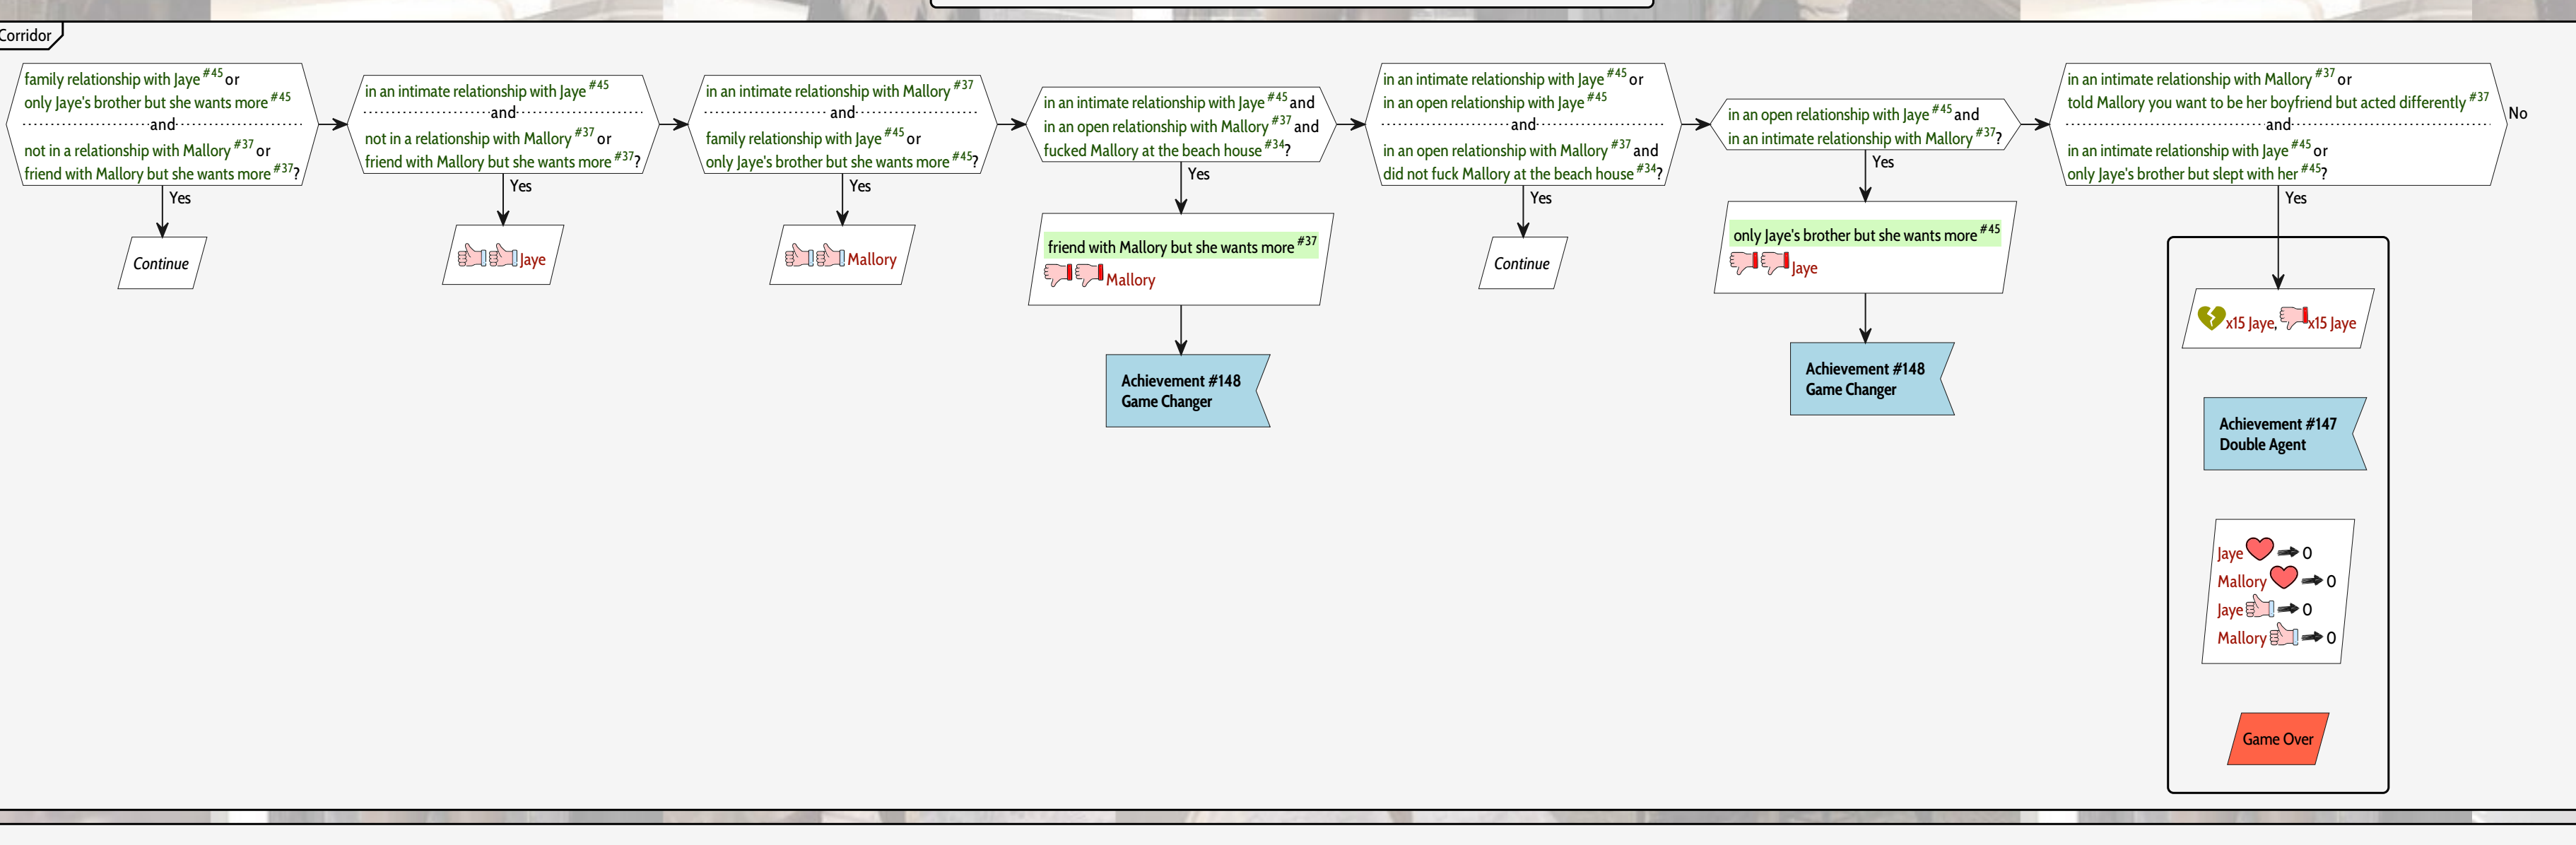 Corridor
family relationship with Jaye #45 or
only Jaye's brother but she wants more #45
and
not in a relationship with Mallory #37 or
friend with Mallory but she wants more #37?
Yes
Continue
in an intimate relationship with Jaye #45
and
not in a relationship with Mallory #37 or
friend with Mallory but she wants more #37?
Yes
Jaye
in an intimate relationship with Mallory #37
and
family relationship with Jaye #45 or
only Jaye's brother but she wants more #45?
Yes
Mallory
in an intimate relationship with Jaye #45 and
in an open relationship with Mallory #37 and
fucked Mallory at the beach house #34?
Yes
friend with Mallory but she wants more #37
Mallory
Achievement #148
Game Changer
in an intimate relationship with Jaye #45 or
in an open relationship with Jaye #45
and
in an open relationship with Mallory #37 and
did not fuck Mallory at the beach house #34?
Yes
Continue
in an open relationship with Jaye #45 and
in an intimate relationship with Mallory #37?
Yes
only Jaye's brother but she wants more #45
Jaye
Achievement #148
Game Changer
in an intimate relationship with Mallory #37 or
told Mallory you want to be her boyfriend but acted differently #37
and
in an intimate relationship with Jaye #45 or
only Jaye's brother but slept with her #45?
No
Yes
x15 Jaye, x15 Jaye
Achievement #147
Double Agent
Jaye 0
Mallory 0
Jaye 0
Mallory 0
Game Over